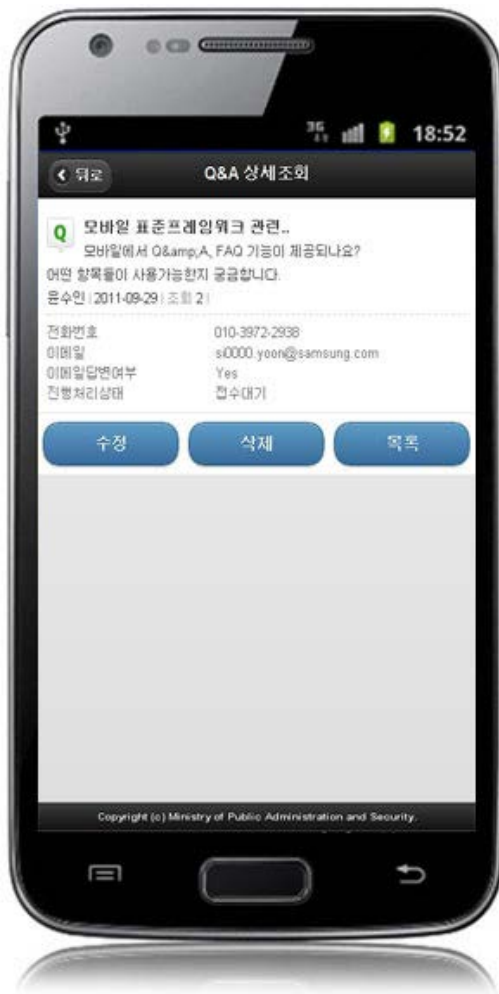 3G
18:52
뒤로
Q&A 상세조회
Q 모바일 표준프레임워크 관련..
모바일에서 Q&amp;A, FAQ 기능이 제공되나요?
어떤 항목들이 사용가능한지 궁금합니다.
윤수인 | 2011-09-29 | 조회 2 |
전화번호 010-3972-2938
이메일 si0000.yoon@samsung.com
이메일답변여부 Yes
진행처리상태 접수대기
수정 삭제 목록
Copyright (c) Ministry of Public Administration and Security.